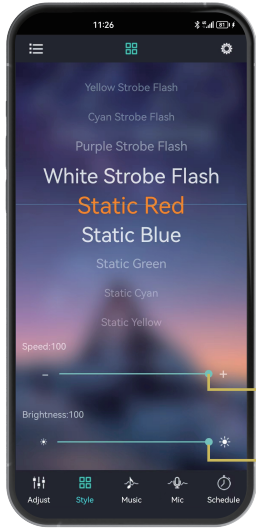 11:26
81
Yellow Strobe Flash
Cyan Strobe Flash
Purple Strobe Flash
White Strobe Flash
Static Red
Static Blue
Static Green
Static Cyan
Static Yellow
Speed:100
− +
Brightness:100
Adjust Style Music Mic Schedule